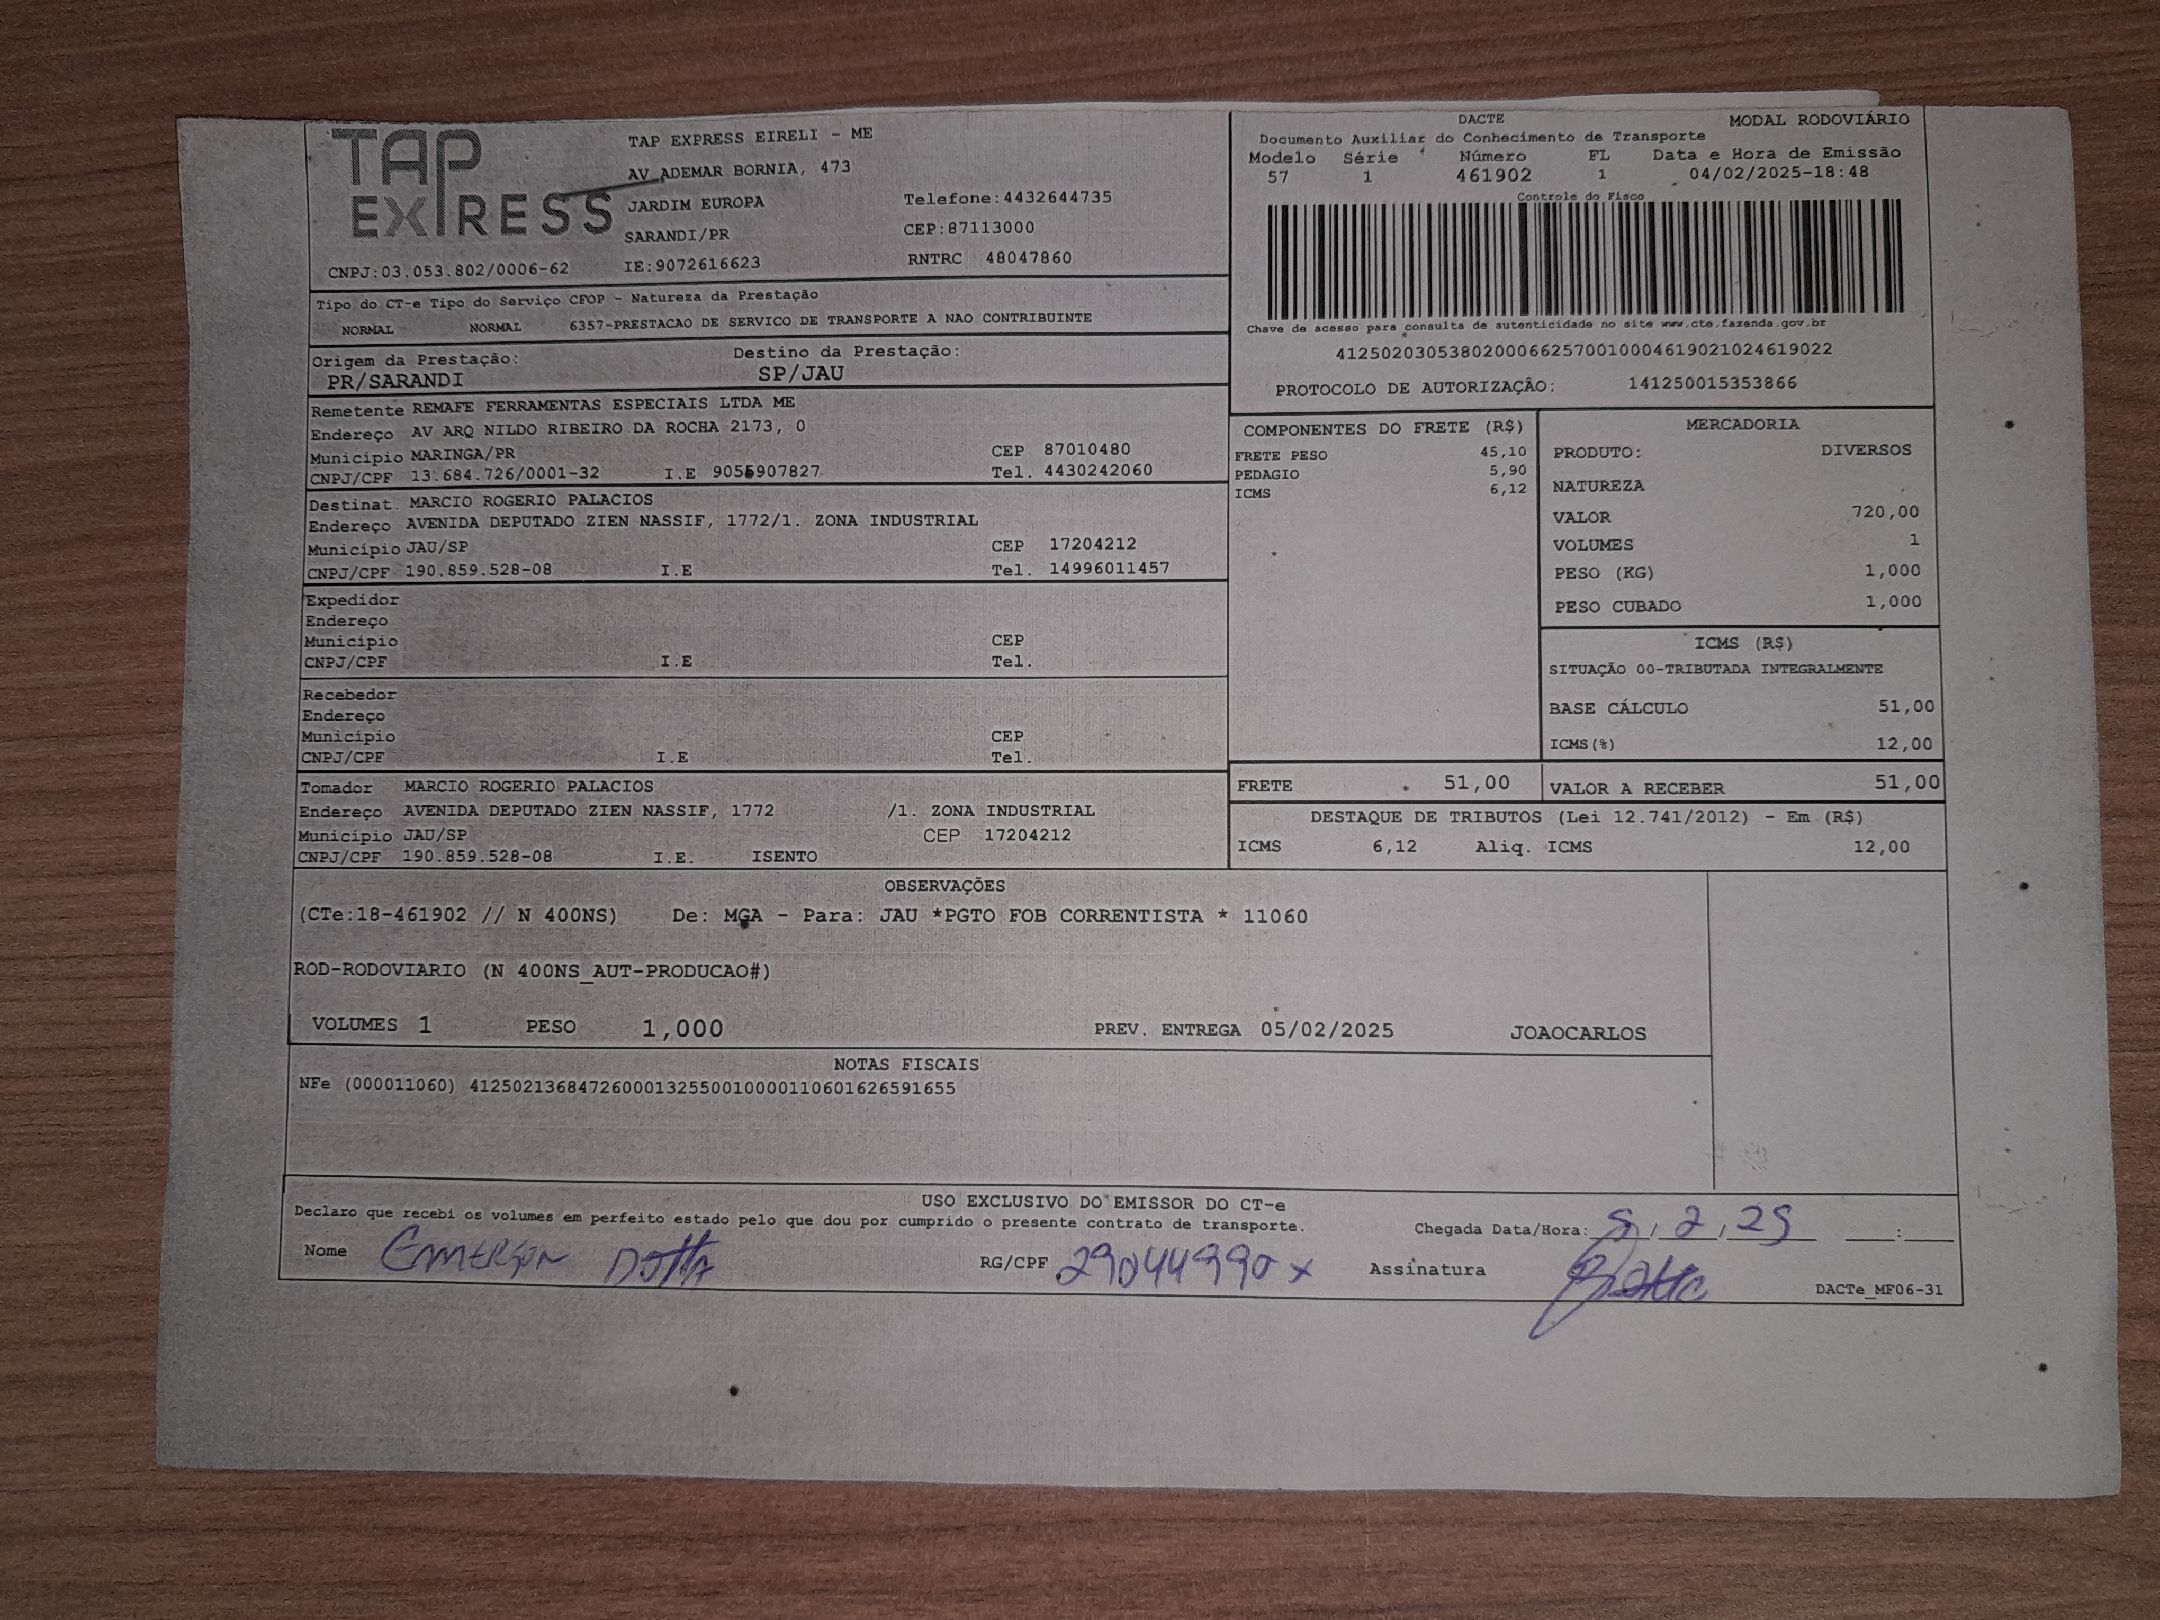 TAP EXPRESS
TAP EXPRESS EIRELI - ME
AV ADEMAR BORNIA, 473
JARDIM EUROPA
Telefone:4432644735
SARANDI/PR
CEP:87113000
CNPJ:03.053.802/0006-62
IE:9072616623
RNTRC 48047860
DACTE
MODAL RODOVIÁRIO
Documento Auxiliar do Conhecimento de Transporte
Modelo Série Número FL Data e Hora de Emissão
57 1 461902 1 04/02/2025-18:48
Controle do Fisco
Chave de acesso para consulta de autenticidade no site www.cte.fazenda.gov.br
41250203053802000662570010004619021024619022
PROTOCOLO DE AUTORIZAÇÃO: 141250015353866
Tipo do CT-e Tipo do Serviço CFOP - Natureza da Prestação
NORMAL NORMAL 6357-PRESTACAO DE SERVICO DE TRANSPORTE A NAO CONTRIBUINTE
Origem da Prestação: Destino da Prestação:
PR/SARANDI SP/JAU
Remetente REMAFE FERRAMENTAS ESPECIAIS LTDA ME
Endereço AV ARQ NILDO RIBEIRO DA ROCHA 2173, 0
Município MARINGA/PR CEP 87010480
CNPJ/CPF 13.684.726/0001-32 I.E 9055907827 Tel. 4430242060
Destinat. MARCIO ROGERIO PALACIOS
Endereço AVENIDA DEPUTADO ZIEN NASSIF, 1772/1. ZONA INDUSTRIAL
Município JAU/SP CEP 17204212
CNPJ/CPF 190.859.528-08 I.E Tel. 14996011457
Expedidor
Endereço
Município CEP
CNPJ/CPF I.E Tel.
Recebedor
Endereço
Município CEP
CNPJ/CPF I.E Tel.
Tomador MARCIO ROGERIO PALACIOS
Endereço AVENIDA DEPUTADO ZIEN NASSIF, 1772 /1. ZONA INDUSTRIAL
Município JAU/SP CEP 17204212
CNPJ/CPF 190.859.528-08 I.E. ISENTO
COMPONENTES DO FRETE (R$)
FRETE PESO 45,10
PEDAGIO 5,90
ICMS 6,12
MERCADORIA
PRODUTO: DIVERSOS
NATUREZA
VALOR 720,00
VOLUMES 1
PESO (KG) 1,000
PESO CUBADO 1,000
ICMS (R$)
SITUAÇÃO 00-TRIBUTADA INTEGRALMENTE
BASE CÁLCULO 51,00
ICMS(%) 12,00
FRETE 51,00 VALOR A RECEBER 51,00
DESTAQUE DE TRIBUTOS (Lei 12.741/2012) - Em (R$)
ICMS 6,12 Aliq. ICMS 12,00
OBSERVAÇÕES
(CTe:18-461902 // N 400NS) De: MGA - Para: JAU *PGTO FOB CORRENTISTA * 11060
ROD-RODOVIARIO (N 400NS_AUT-PRODUCAO#)
VOLUMES 1 PESO 1,000 PREV. ENTREGA 05/02/2025 JOAOCARLOS
NOTAS FISCAIS
NFe (000011060) 41250213684726000132550010000110601626591655
USO EXCLUSIVO DO EMISSOR DO CT-e
Declaro que recebi os volumes em perfeito estado pelo que dou por cumprido o presente contrato de transporte.
Chegada Data/Hora: 5/2/25 :
Nome Emerson Dotta RG/CPF 29044990x Assinatura
DACTe_MF06-31